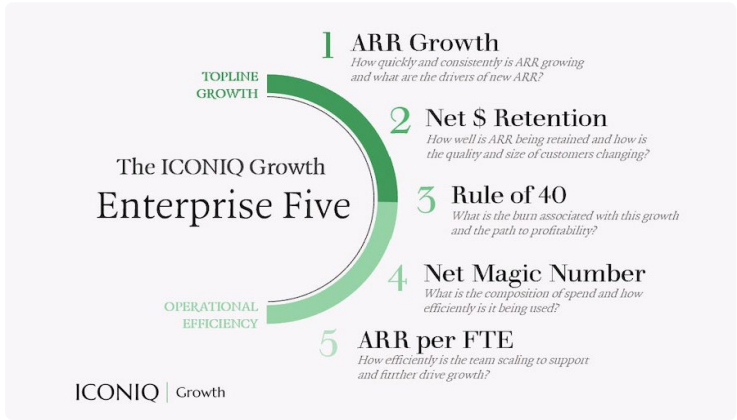 1 ARR Growth
How quickly and consistently is ARR growing
and what are the drivers of new ARR?
TOPLINE
GROWTH
2 Net $ Retention
How well is ARR being retained and how is
the quality and size of customers changing?
The ICONIQ Growth
Enterprise Five
3 Rule of 40
What is the burn associated with this growth
and the path to profitability?
4 Net Magic Number
What is the composition of spend and how
efficiently is it being used?
OPERATIONAL
EFFICIENCY
5 ARR per FTE
How efficiently is the team scaling to support
and further drive growth?
ICONIQ | Growth